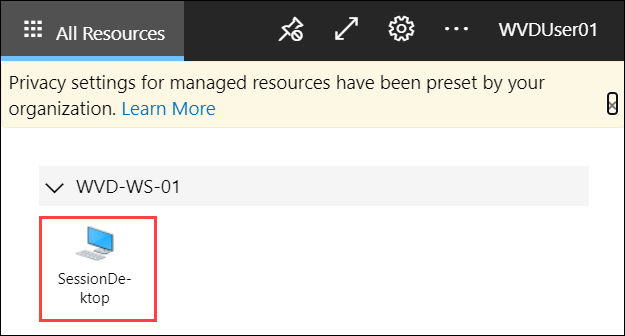 All Resources
WVDUser01
Privacy settings for managed resources have been preset by your
organization. Learn More
WVD-WS-01
SessionDe-
ktop